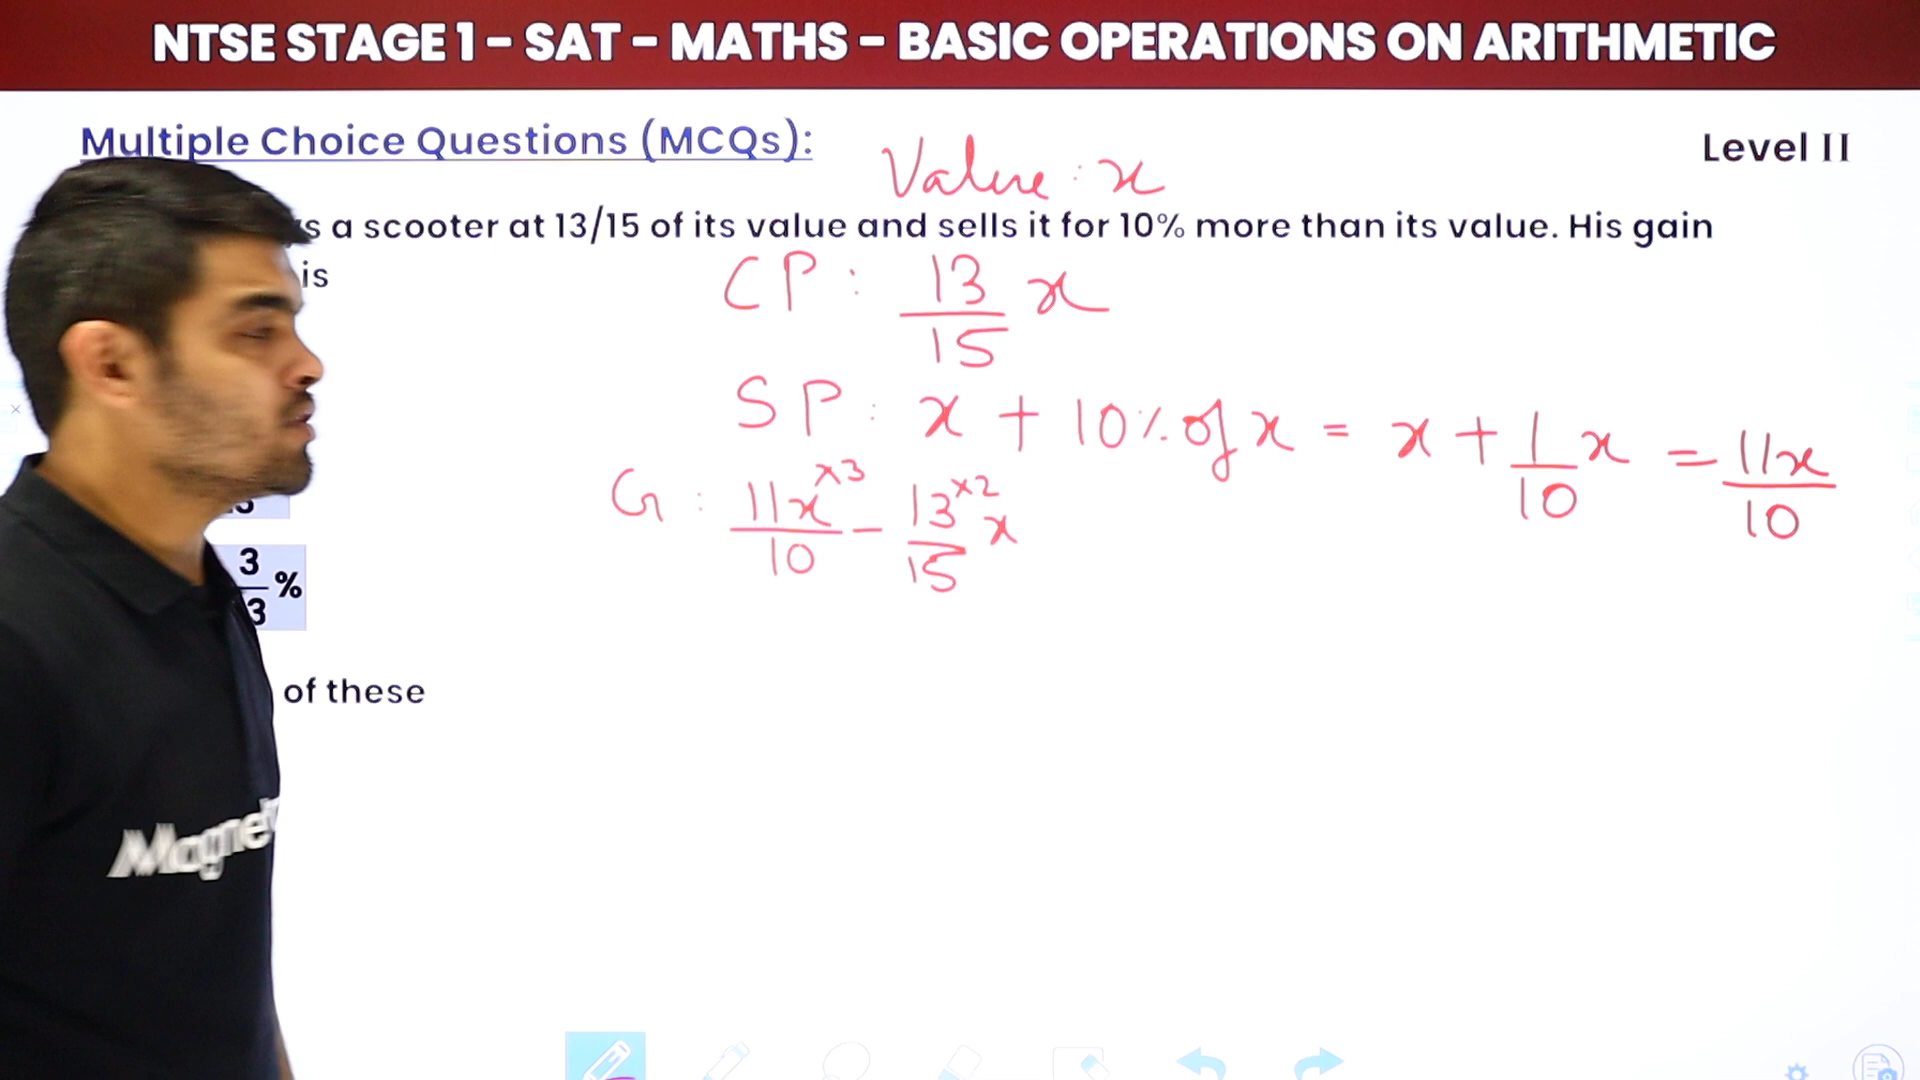 NTSE STAGE 1 - SAT - MATHS - BASIC OPERATIONS ON ARITHMETIC
Multiple Choice Questions (MCQs):
Level II
Value : x
s a scooter at 13/15 of its value and sells it for 10% more than its value. His gain
is
CP : 13/15 x
SP : x + 10% of x = x + 1/10 x = 11x/10
G : 11x/10 ×3 - 13/15 ×2 x
3/3 %
of these
Magnet